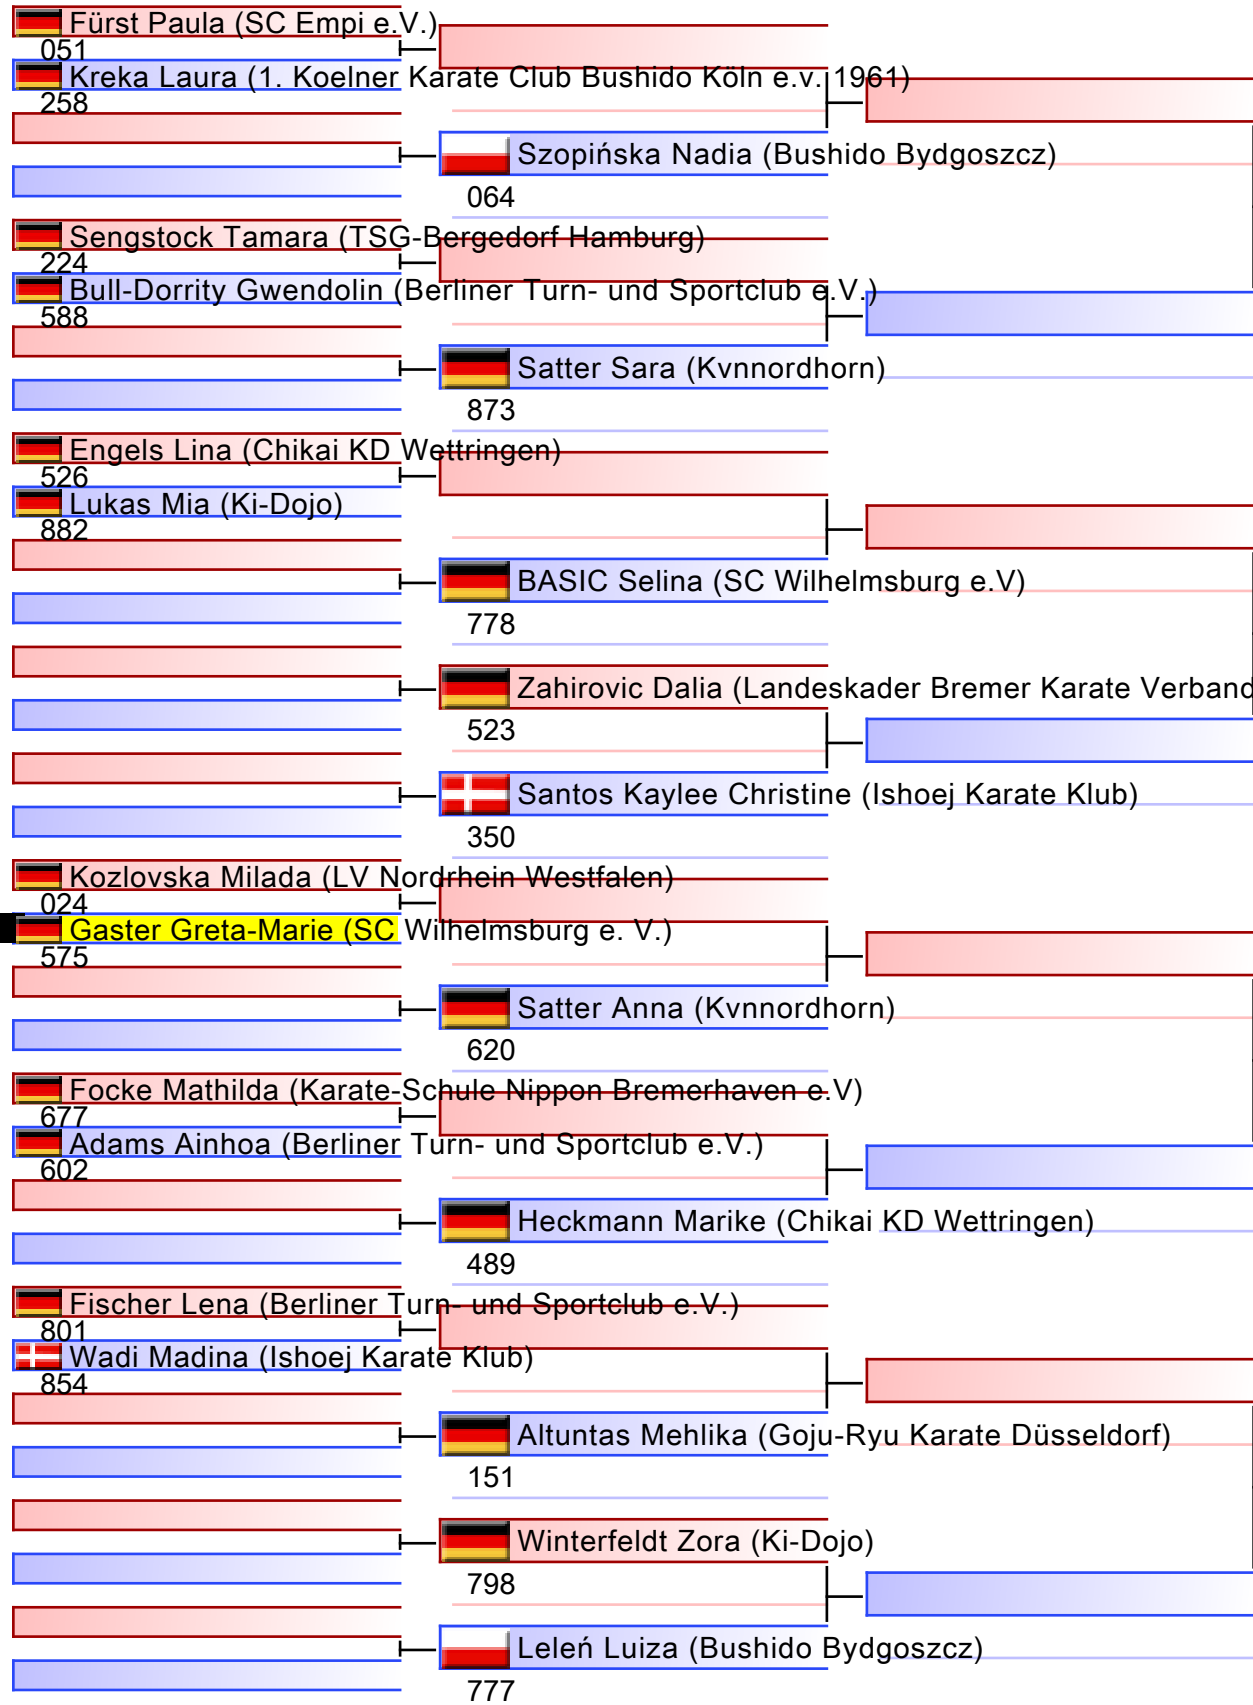 Fürst Paula (SC Empi e.V.)
051
Kreka Laura (1. Koelner Karate Club Bushido Köln e.v. 1961)
258
Szopińska Nadia (Bushido Bydgoszcz)
064
Sengstock Tamara (TSG-Bergedorf Hamburg)
224
Bull-Dorrity Gwendolin (Berliner Turn- und Sportclub e.V.)
588
Satter Sara (Kvnnordhorn)
873
Engels Lina (Chikai KD Wettringen)
526
Lukas Mia (Ki-Dojo)
882
BASIC Selina (SC Wilhelmsburg e.V)
778
Zahirovic Dalia (Landeskader Bremer Karate Verband
523
Santos Kaylee Christine (Ishoej Karate Klub)
350
Kozlovska Milada (LV Nordrhein Westfalen)
024
Gaster Greta-Marie (SC Wilhelmsburg e. V.)
575
Satter Anna (Kvnnordhorn)
620
Focke Mathilda (Karate-Schule Nippon Bremerhaven e.V)
677
Adams Ainhoa (Berliner Turn- und Sportclub e.V.)
602
Heckmann Marike (Chikai KD Wettringen)
489
Fischer Lena (Berliner Turn- und Sportclub e.V.)
801
Wadi Madina (Ishoej Karate Klub)
854
Altuntas Mehlika (Goju-Ryu Karate Düsseldorf)
151
Winterfeldt Zora (Ki-Dojo)
798
Leleń Luiza (Bushido Bydgoszcz)
777